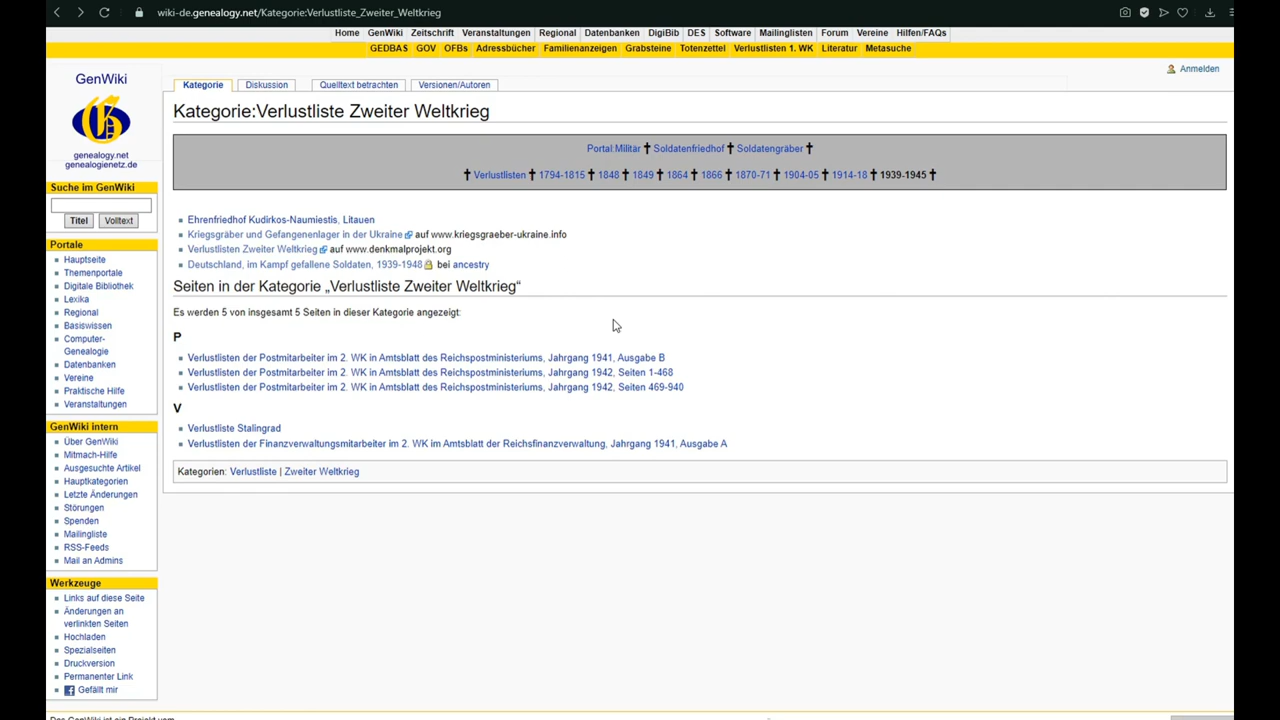 wiki-de.genealogy.net/Kategorie:Verlustliste_Zweiter_Weltkrieg
Home GenWiki Zeitschrift Veranstaltungen Regional Datenbanken DigiBib DES Software Mailinglisten Forum Vereine Hilfen/FAQs
GEDBAS GOV OFBs Adressbücher Familienanzeigen Grabsteine Totenzettel Verlustlisten 1. WK Literatur Metasuche
Anmelden
GenWiki
genealogy.net
genealogienetz.de
Suche im GenWiki
Titel Volltext
Portale
Hauptseite
Themenportale
Digitale Bibliothek
Lexika
Regional
Basiswissen
Computer-
Genealogie
Datenbanken
Vereine
Praktische Hilfe
Veranstaltungen
GenWiki intern
Über GenWiki
Mitmach-Hilfe
Ausgesuchte Artikel
Hauptkategorien
Letzte Änderungen
Störungen
Spenden
Mailingliste
RSS-Feeds
Mail an Admins
Werkzeuge
Links auf diese Seite
Änderungen an
verlinkten Seiten
Hochladen
Spezialseiten
Druckversion
Permanenter Link
Gefällt mir
Kategorie Diskussion Quelltext betrachten Versionen/Autoren
Kategorie:Verlustliste Zweiter Weltkrieg
Portal:Militär ✝ Soldatenfriedhof ✝ Soldatengräber ✝
✝ Verlustlisten ✝ 1794-1815 ✝ 1848 ✝ 1849 ✝ 1864 ✝ 1866 ✝ 1870-71 ✝ 1904-05 ✝ 1914-18 ✝ 1939-1945 ✝
Ehrenfriedhof Kudirkos-Naumiestis, Litauen
Kriegsgräber und Gefangenenlager in der Ukraine auf www.kriegsgraeber-ukraine.info
Verlustlisten Zweiter Weltkrieg auf www.denkmalprojekt.org
Deutschland, im Kampf gefallene Soldaten, 1939-1948 bei ancestry
Seiten in der Kategorie „Verlustliste Zweiter Weltkrieg“
Es werden 5 von insgesamt 5 Seiten in dieser Kategorie angezeigt:
P
Verlustlisten der Postmitarbeiter im 2. WK in Amtsblatt des Reichspostministeriums, Jahrgang 1941, Ausgabe B
Verlustlisten der Postmitarbeiter im 2. WK in Amtsblatt des Reichspostministeriums, Jahrgang 1942, Seiten 1-468
Verlustlisten der Postmitarbeiter im 2. WK in Amtsblatt des Reichspostministeriums, Jahrgang 1942, Seiten 469-940
V
Verlustliste Stalingrad
Verlustlisten der Finanzverwaltungsmitarbeiter im 2. WK im Amtsblatt der Reichsfinanzverwaltung, Jahrgang 1941, Ausgabe A
Kategorien: Verlustliste | Zweiter Weltkrieg